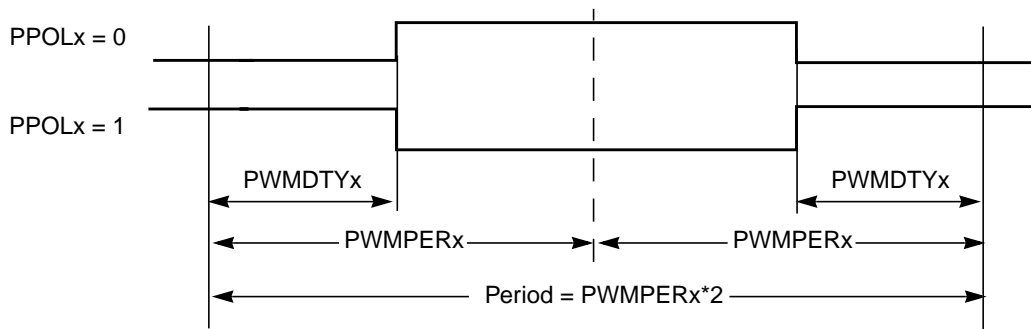 PPOLx = 0
PPOLx = 1
PWMDTYx
PWMDTYx
PWMPERx
PWMPERx
Period = PWMPERx*2